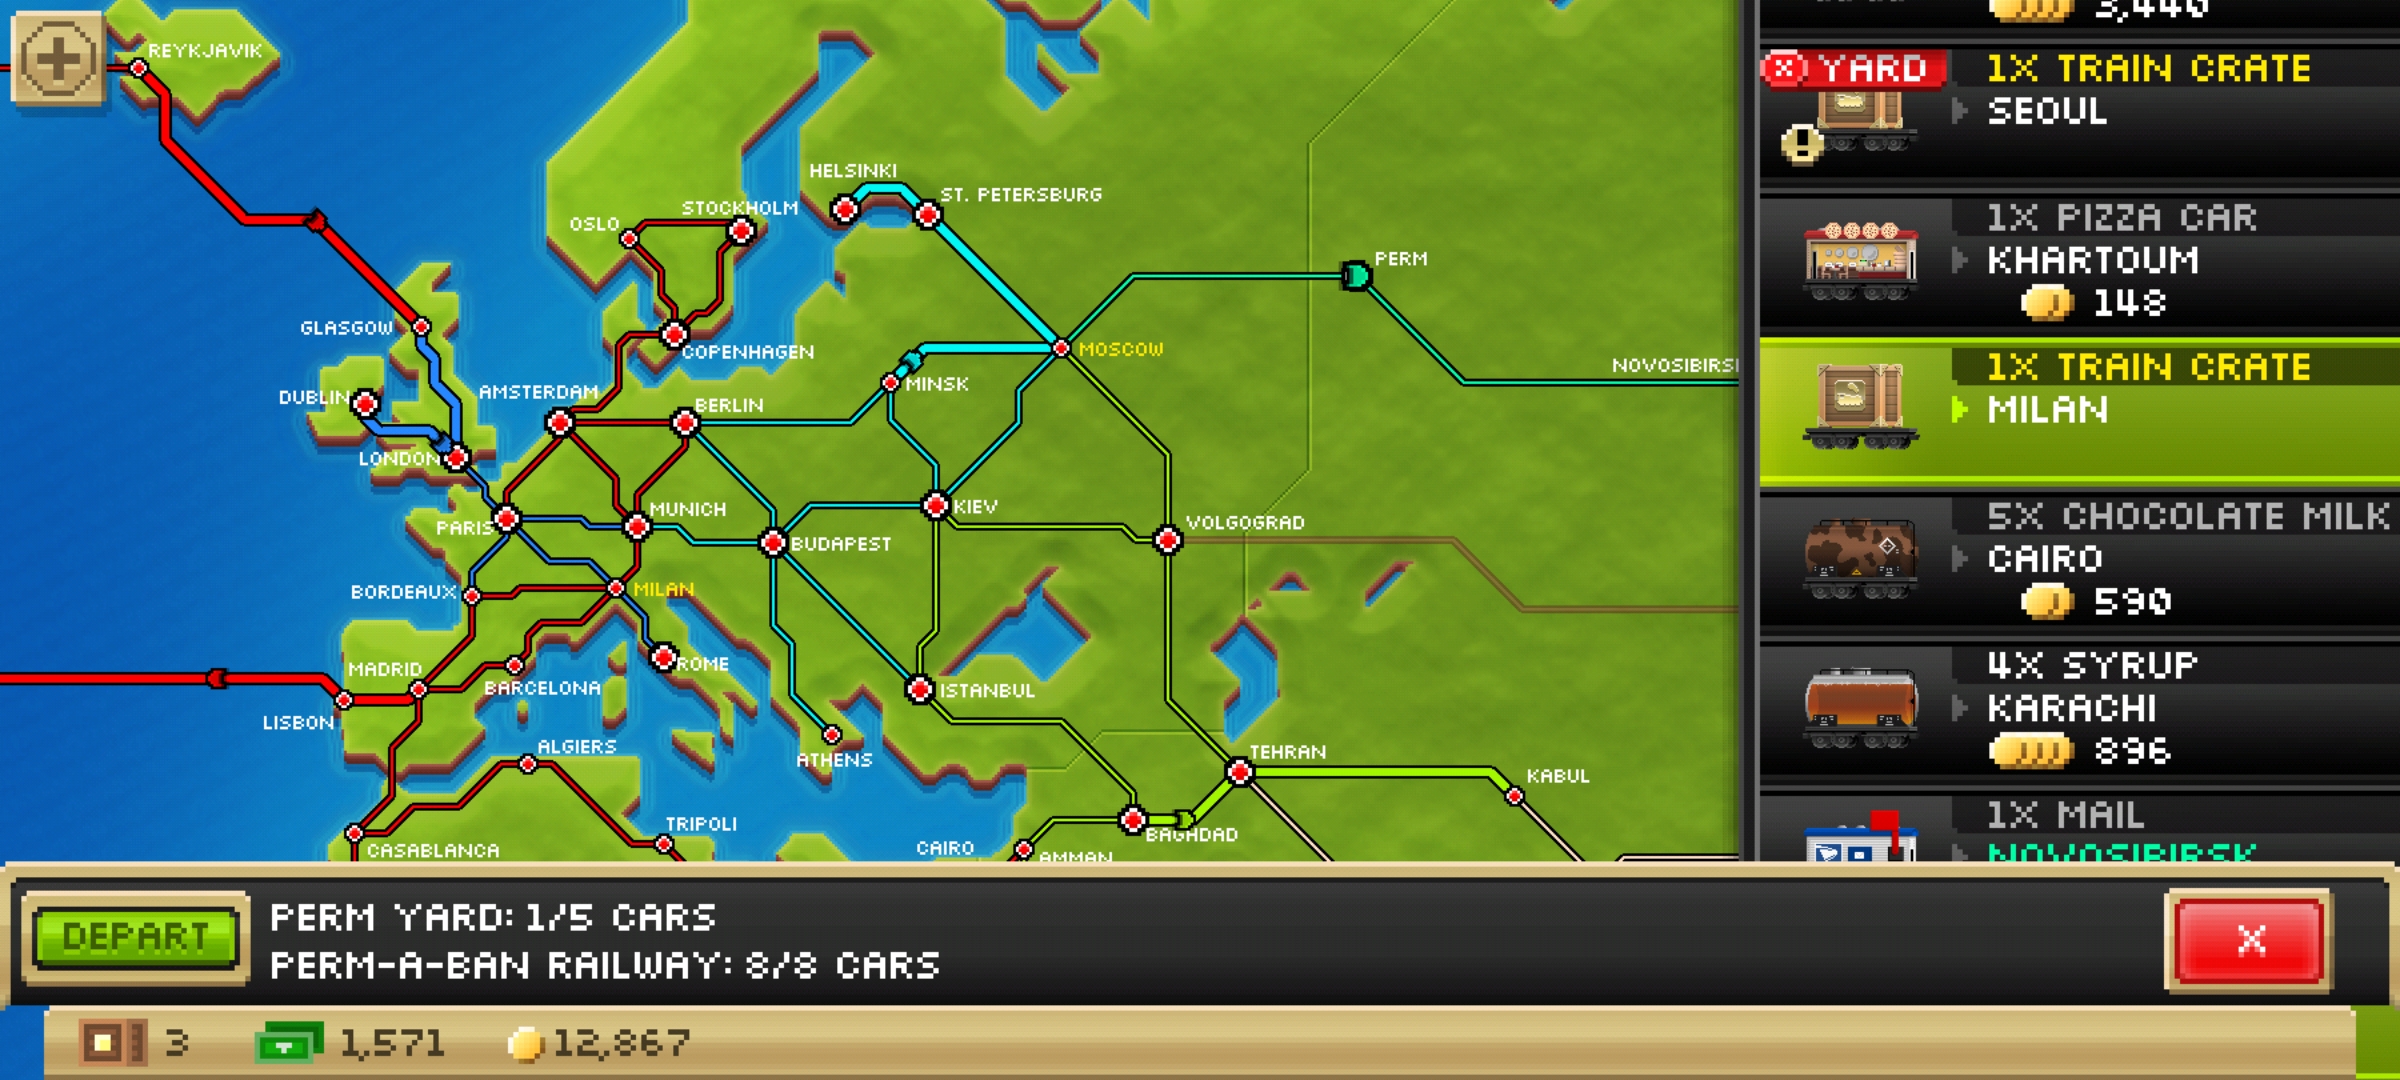 REYKJAVIK
HELSINKI
ST. PETERSBURG
STOCKHOLM
OSLO
PERM
GLASGOW
COPENHAGEN
MOSCOW
MINSK
NOVOSIBIRS
DUBLIN
AMSTERDAM
BERLIN
LONDON
PARIS
MUNICH
KIEV
VOLGOGRAD
BUDAPEST
BORDEAUX
MILAN
MADRID
ROME
BARCELONA
ISTANBUL
LISBON
ALGIERS
ATHENS
TEHRAN
KABUL
TRIPOLI
BAGHDAD
CASABLANCA
CAIRO
AMMAN
3,440
YARD
1X TRAIN CRATE
SEOUL
1X PIZZA CAR
KHARTOUM
148
1X TRAIN CRATE
MILAN
5X CHOCOLATE MILK
CAIRO
590
4X SYRUP
KARACHI
896
1X MAIL
NOVOSIBIRSK
DEPART
PERM YARD: 1/5 CARS
PERM-A-BAN RAILWAY: 8/8 CARS
X
3
1,571
12,867